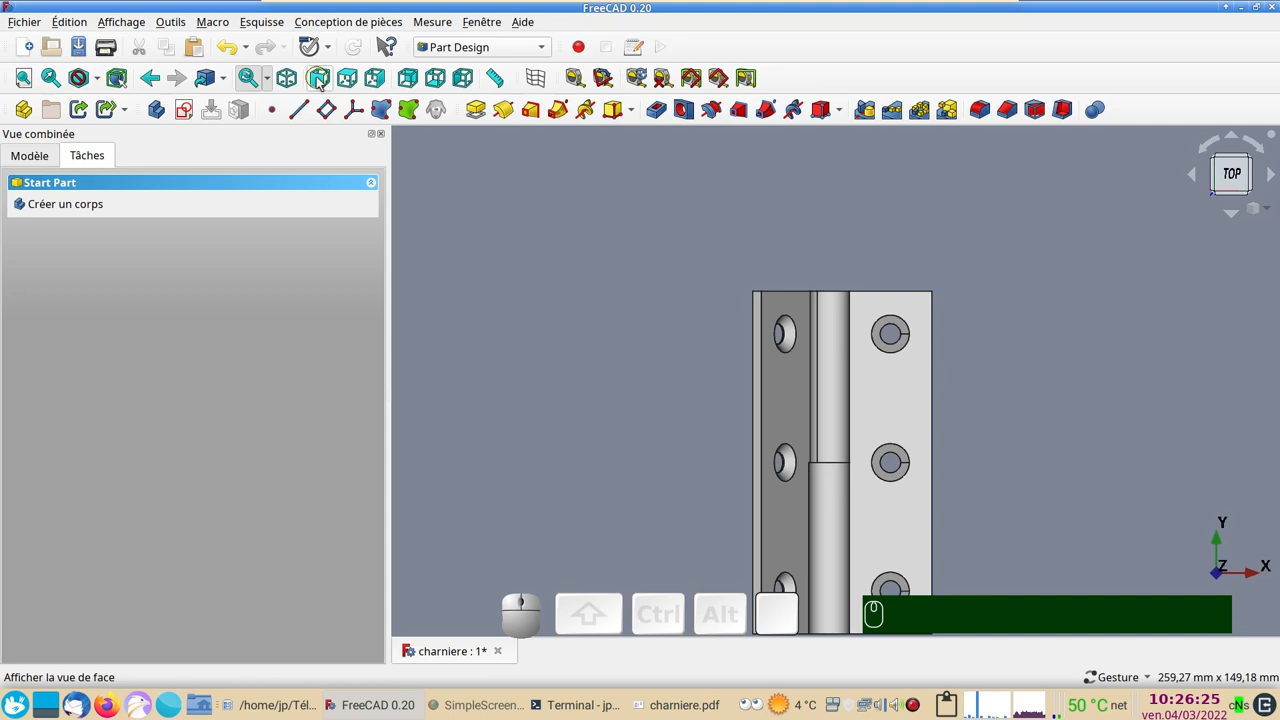 FreeCAD 0.20
Fichier Édition Affichage Outils Macro Esquisse Conception de pièces Mesure Fenêtre Aide
Part Design
Vue combinée
Modèle Tâches
Start Part
Créer un corps
TOP
Y
Z X
Ctrl Alt
charniere : 1*
Afficher la vue de face
Gesture 259,27 mm x 149,18 mm
/home/jp/Tél... FreeCAD 0.20 SimpleScreen... Terminal - jp... charniere.pdf 4°C 50 °C net 10:26:25
ven.04/03/2022